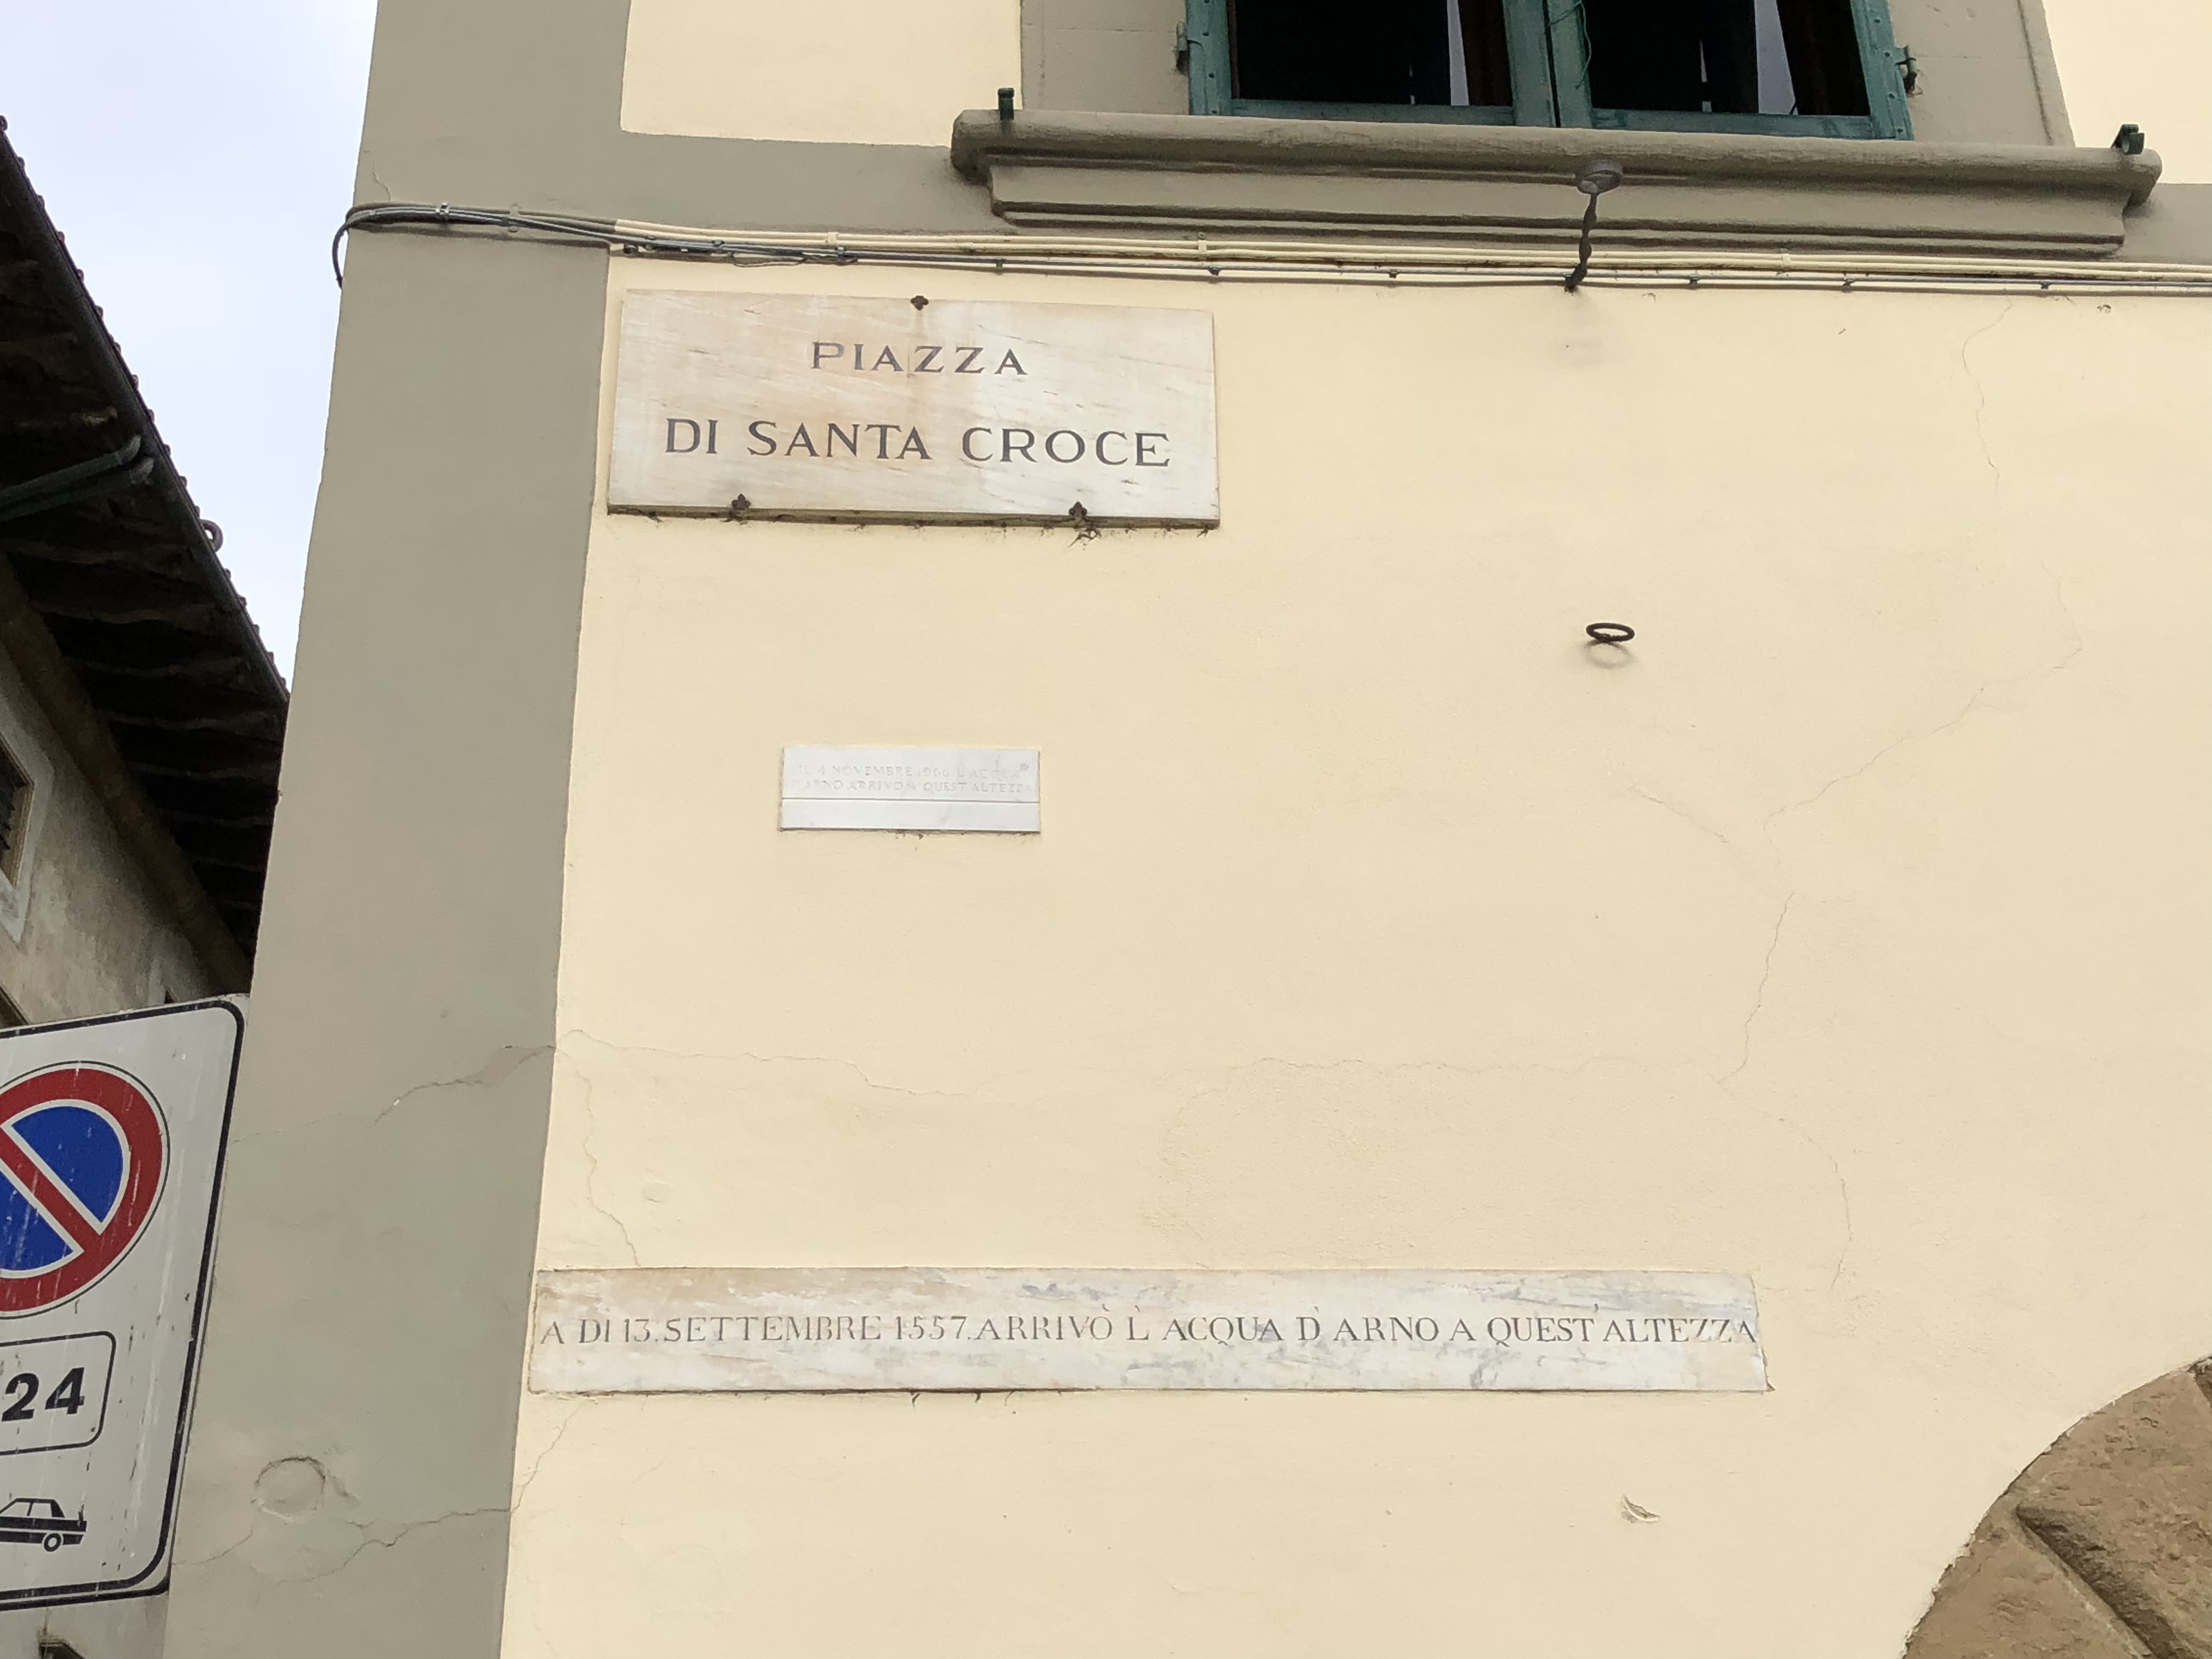 PIAZZA
DI SANTA CROCE
IL 4 NOVEMBRE 1966 L'ACQUA
D'ARNO ARRIVÒ A QUEST'ALTEZZA
A DÌ 13. SETTEMBRE 1557. ARRIVÒ L' ACQUA D' ARNO A QUEST'ALTEZZA
24